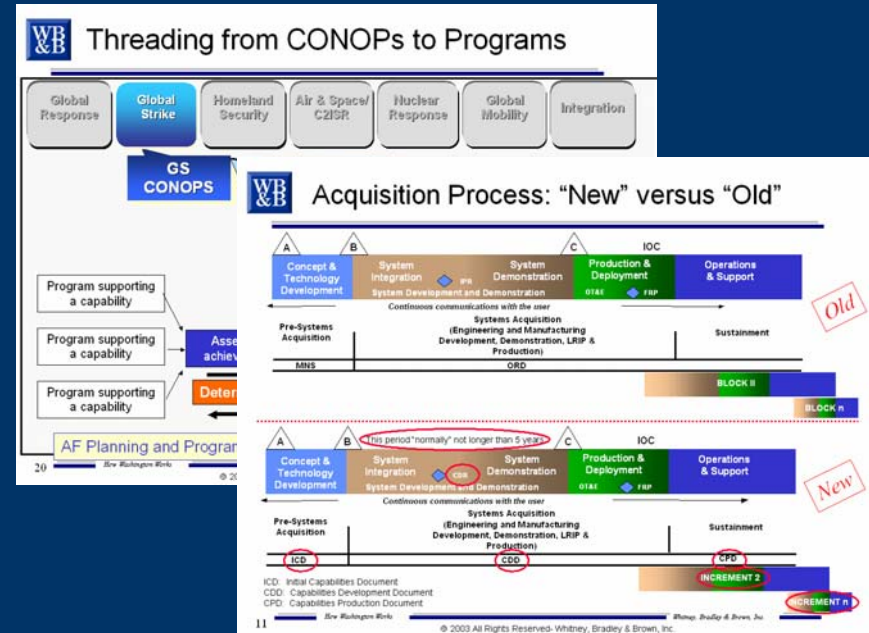 WB
&B
Threading from CONOPs to Programs
Global
Response
Global
Strike
Homeland
Security
Air & Space/
C2ISR
Nuclear
Response
Global
Mobility
Integration
GS
CONOPS
Program supporting
a capability
Program supporting
a capability
Program supporting
a capability
Asse
achiev
Deter
AF Planning and Progra
20
How Washington Works
© 20
WB
&B
Acquisition Process: “New” versus “Old”
A
B
C
IOC
Concept &
Technology
Development
System
Integration
IPR
System
Demonstration
System Development and Demonstration
Production &
Deployment
OT&E
FRP
Operations
& Support
Continuous communications with the user
Old
Pre-Systems
Acquisition
Systems Acquisition
(Engineering and Manufacturing
Development, Demonstration, LRIP &
Production)
Sustainment
MNS
ORD
BLOCK II
BLOCK n
A
B
This period "normally" not longer than 5 years
C
IOC
Concept &
Technology
Development
System
Integration
CDR
System
Demonstration
System Development and Demonstration
Production &
Deployment
OT&E
FRP
Operations
& Support
Continuous communications with the user
New
Pre-Systems
Acquisition
Systems Acquisition
(Engineering and Manufacturing
Development, Demonstration, LRIP &
Production)
Sustainment
ICD
CDD
CPD
INCREMENT 2
INCREMENT n
ICD: Initial Capabilities Document
CDD: Capabilities Development Document
CPD: Capabilities Production Document
11
How Washington Works
Whitney, Bradley & Brown, Inc
© 2003 All Rights Reserved- Whitney, Bradley & Brown, Inc.